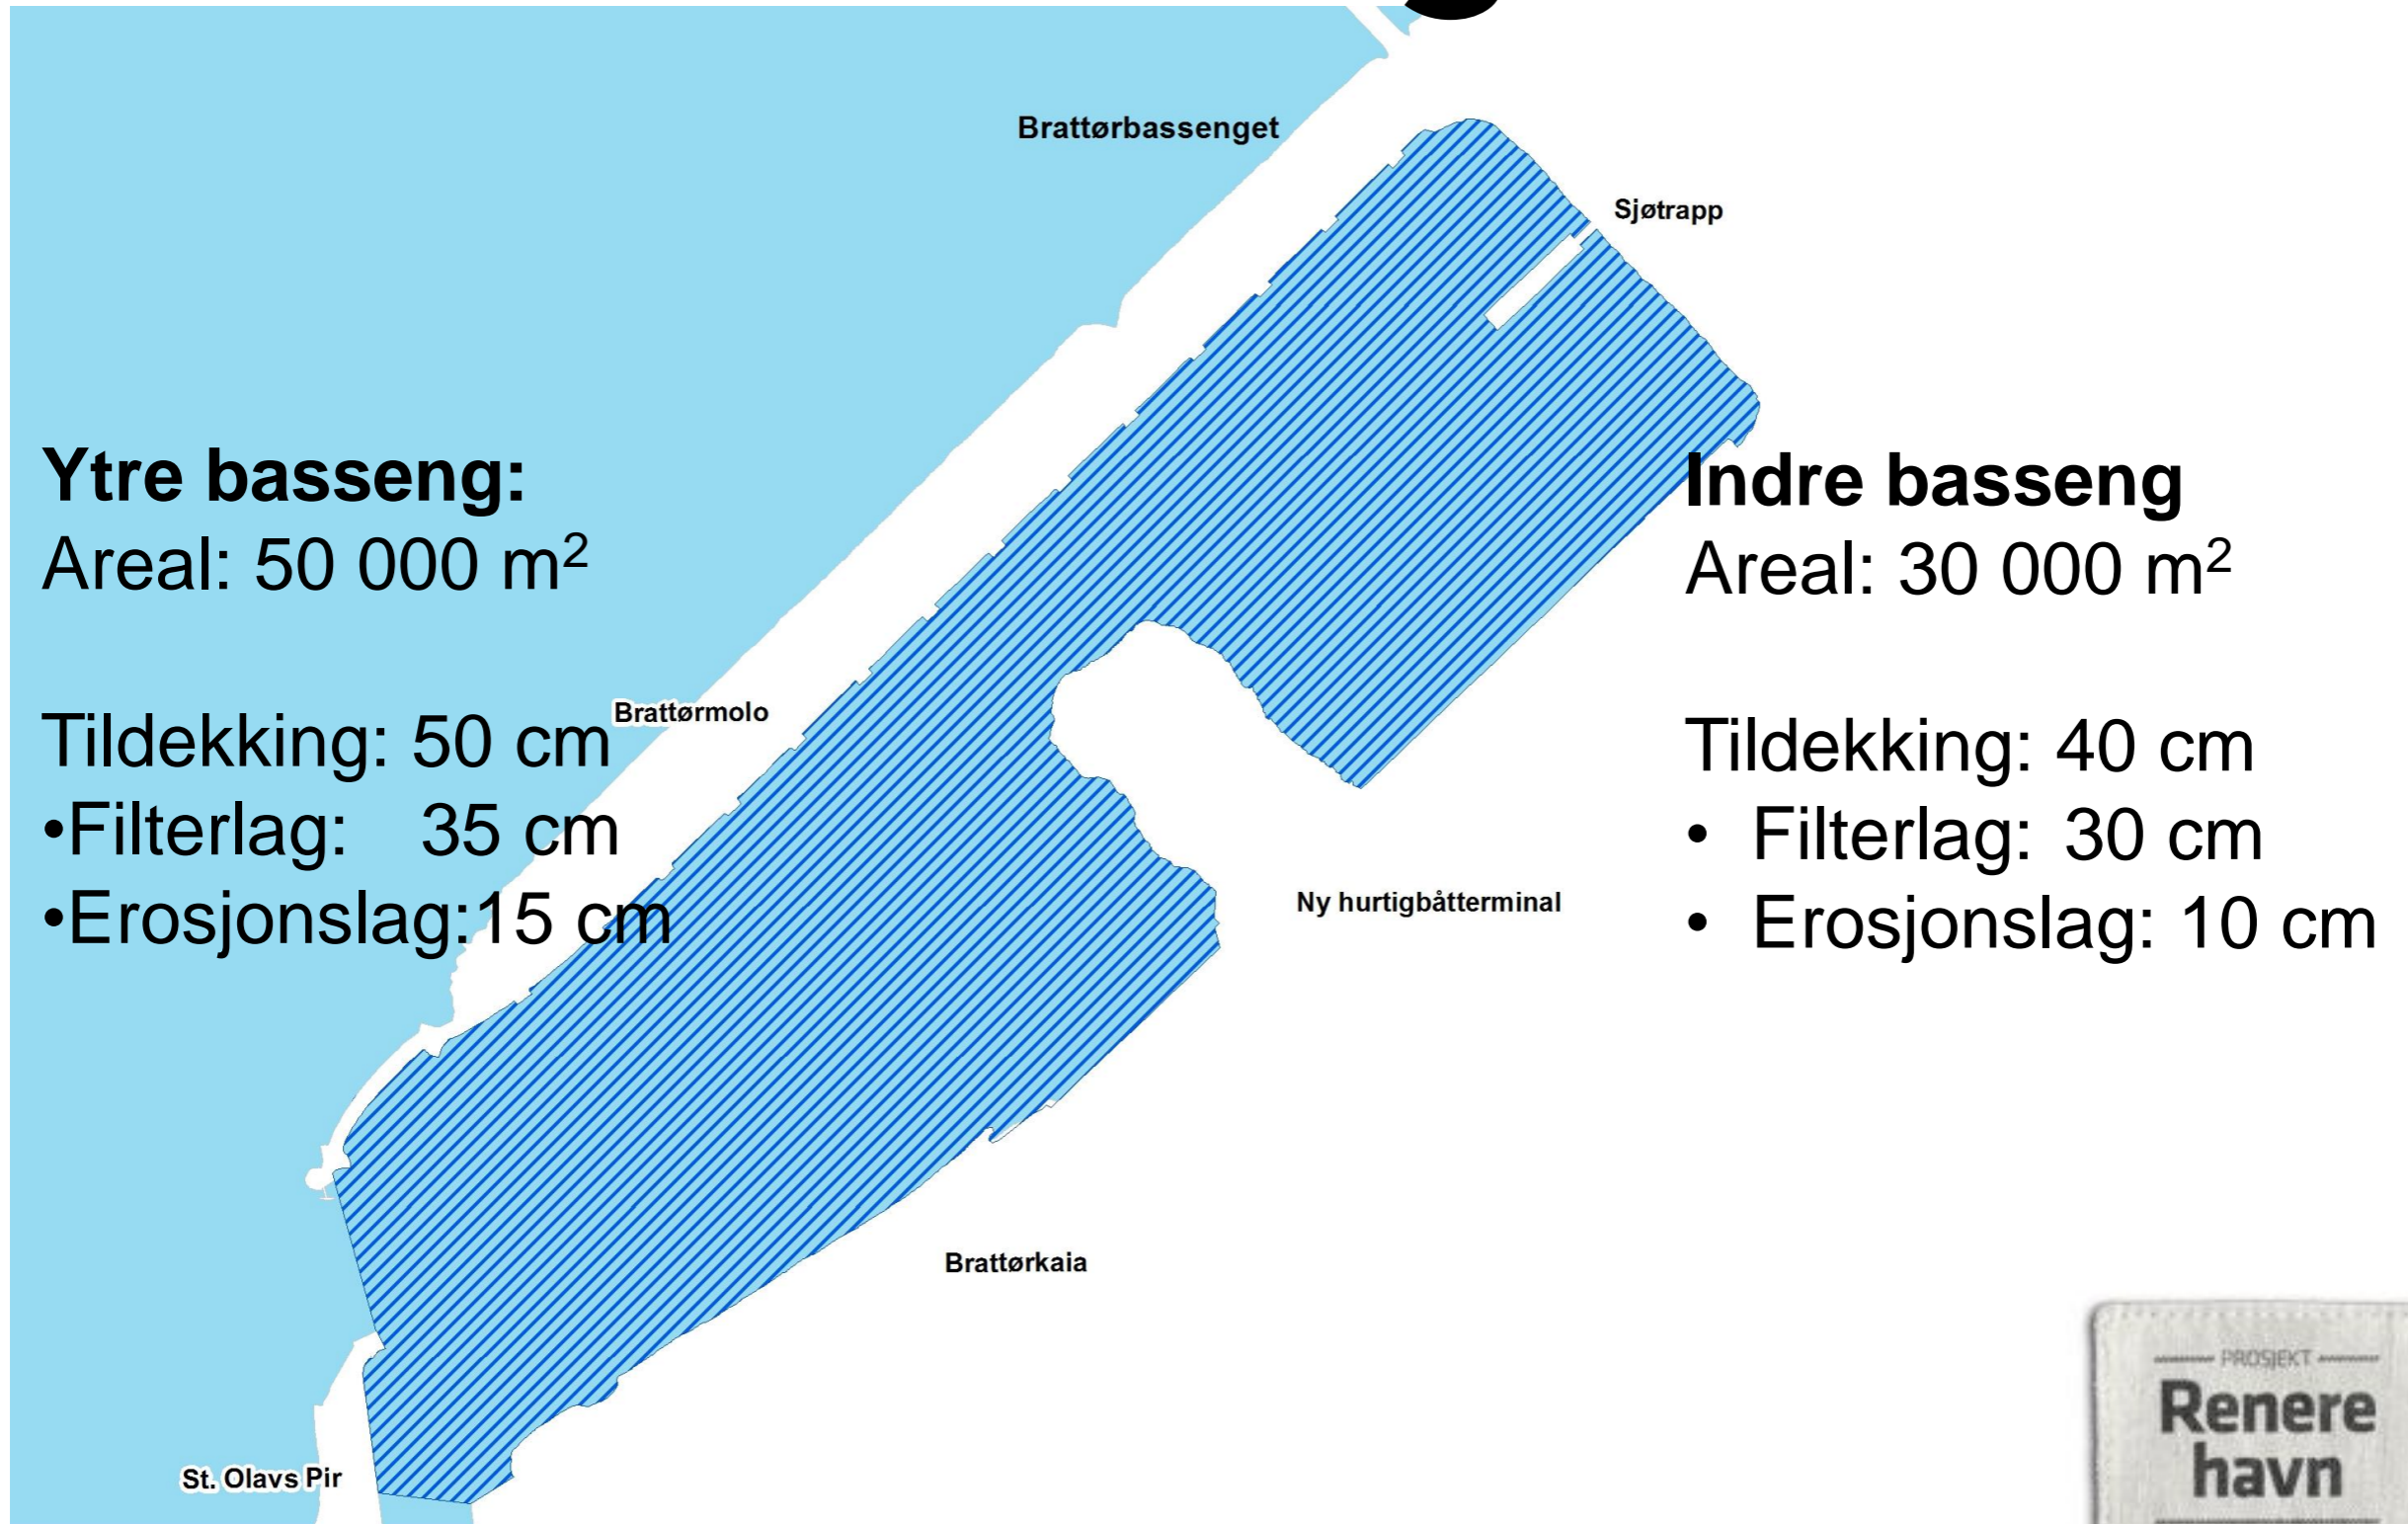 Brattørbassenget
Sjøtrapp
Ytre basseng:
Areal: 50 000 m²
Tildekking: 50 cm
•Filterlag: 35 cm
•Erosjonslag:15 cm
Indre basseng
Areal: 30 000 m²
Tildekking: 40 cm
• Filterlag: 30 cm
• Erosjonslag: 10 cm
Brattørmolo
Ny hurtigbåtterminal
Brattørkaia
St. Olavs Pir
PROSJEKT
Renere
havn